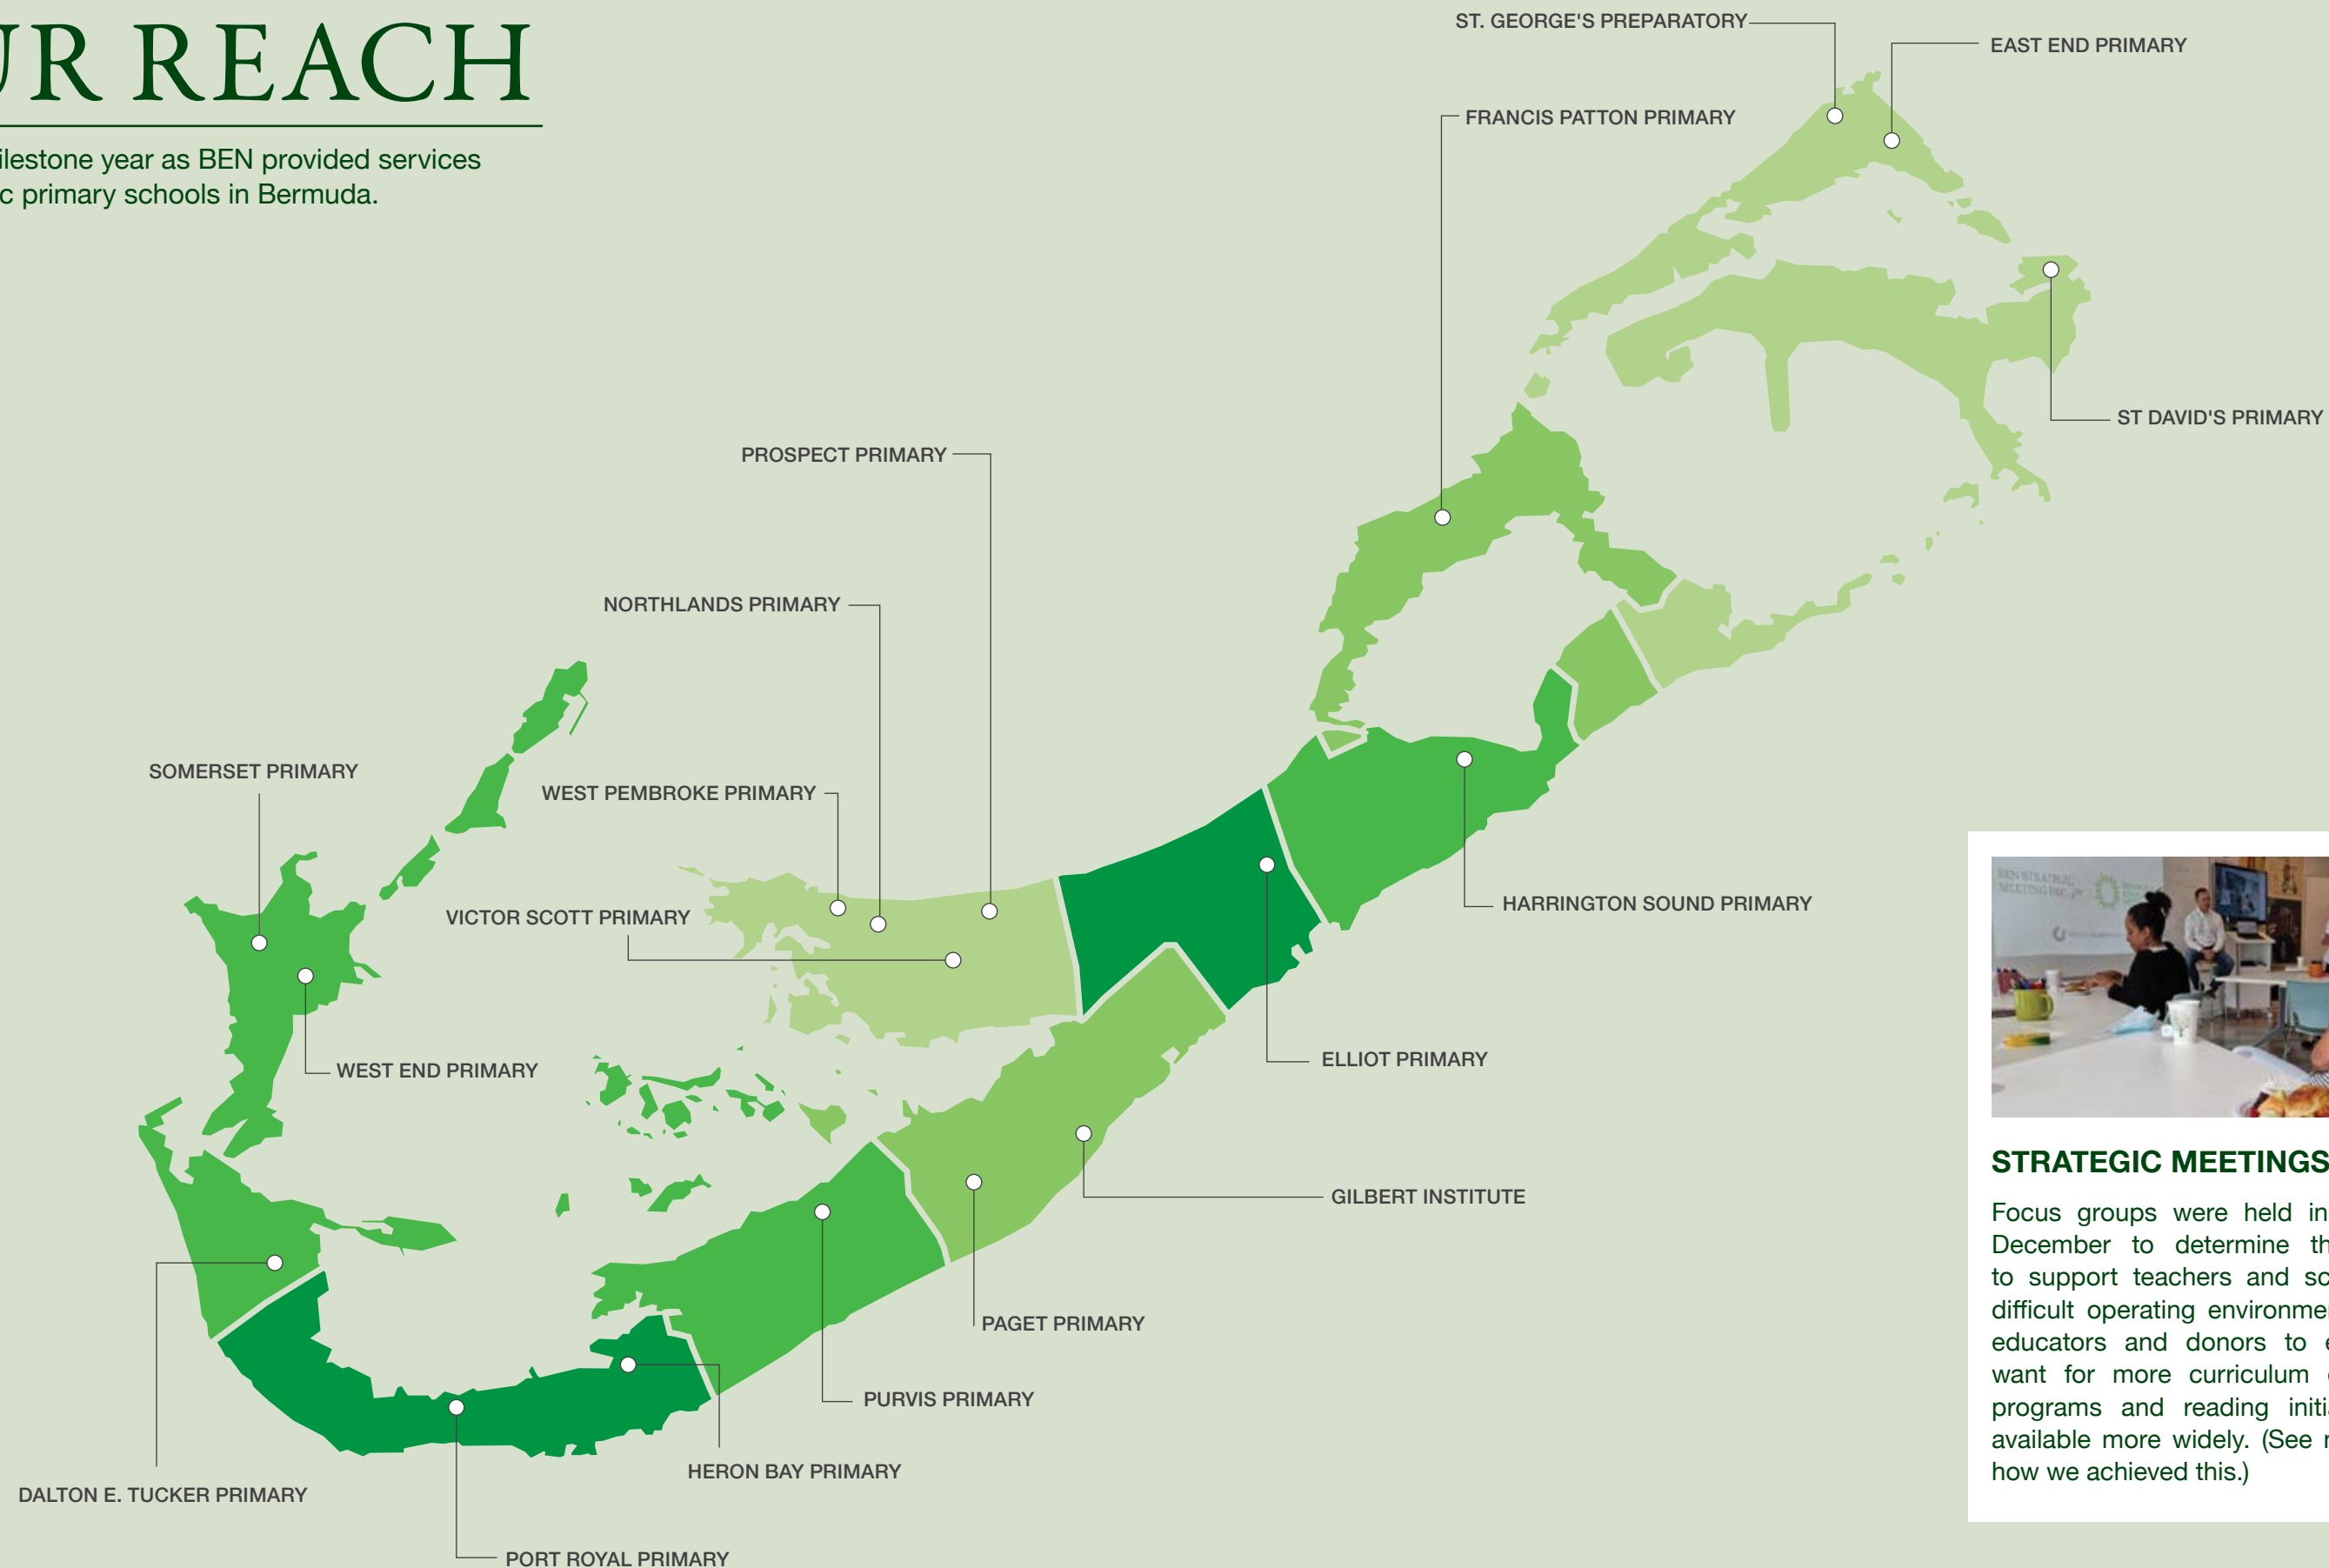 UR REACH
ilestone year as BEN provided services
c primary schools in Bermuda.
ST. GEORGE'S PREPARATORY
EAST END PRIMARY
FRANCIS PATTON PRIMARY
ST DAVID'S PRIMARY
PROSPECT PRIMARY
NORTHLANDS PRIMARY
SOMERSET PRIMARY
WEST PEMBROKE PRIMARY
VICTOR SCOTT PRIMARY
HARRINGTON SOUND PRIMARY
WEST END PRIMARY
ELLIOT PRIMARY
GILBERT INSTITUTE
PAGET PRIMARY
PURVIS PRIMARY
HERON BAY PRIMARY
DALTON E. TUCKER PRIMARY
PORT ROYAL PRIMARY
BEN STRATEGIC
MEETING DEC
STRATEGIC MEETINGS
Focus groups were held in
December to determine th
to support teachers and sc
difficult operating environme
educators and donors to e
want for more curriculum
programs and reading initi
available more widely. (See
how we achieved this.)